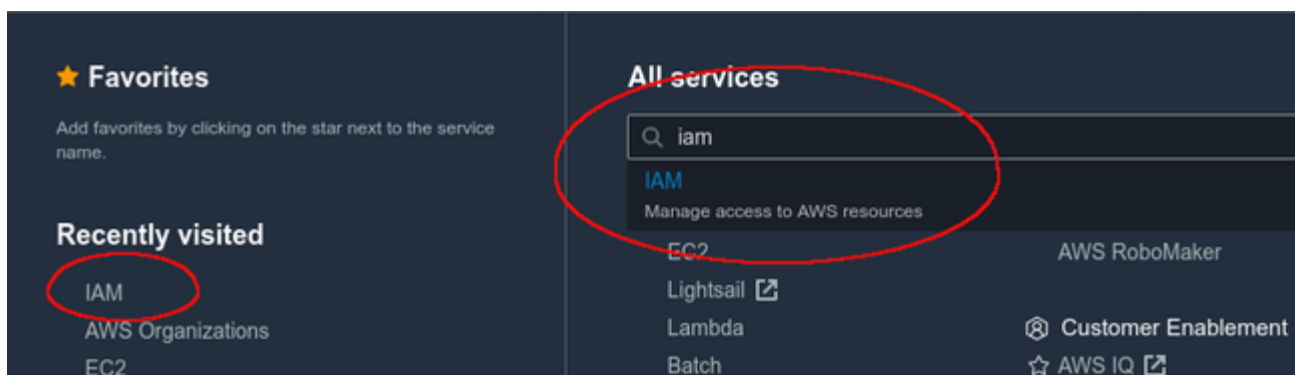 Favorites
Add favorites by clicking on the star next to the service
name.
Recently visited
IAM
AWS Organizations
EC2
All services
iam
IAM
Manage access to AWS resources
EC2
Lightsail
Lambda
Batch
AWS RoboMaker
Customer Enablement
AWS IQ